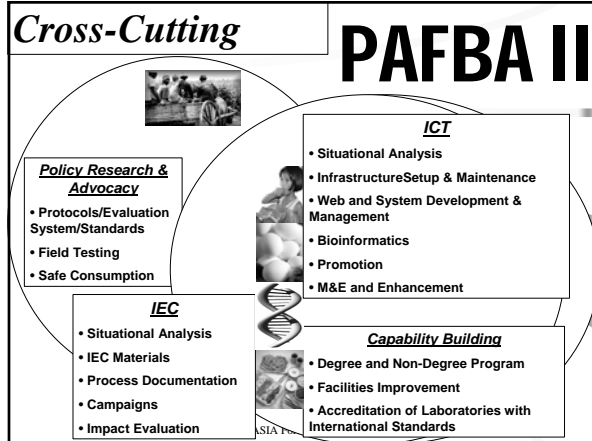 Cross-Cutting
PAFBA II
ICT
• Situational Analysis
• InfrastructureSetup & Maintenance
• Web and System Development &
Management
• Bioinformatics
• Promotion
• M&E and Enhancement
Policy Research &
Advocacy
• Protocols/Evaluation
System/Standards
• Field Testing
• Safe Consumption
IEC
• Situational Analysis
• IEC Materials
• Process Documentation
• Campaigns
• Impact Evaluation
Capability Building
• Degree and Non-Degree Program
• Facilities Improvement
• Accreditation of Laboratories with
International Standards